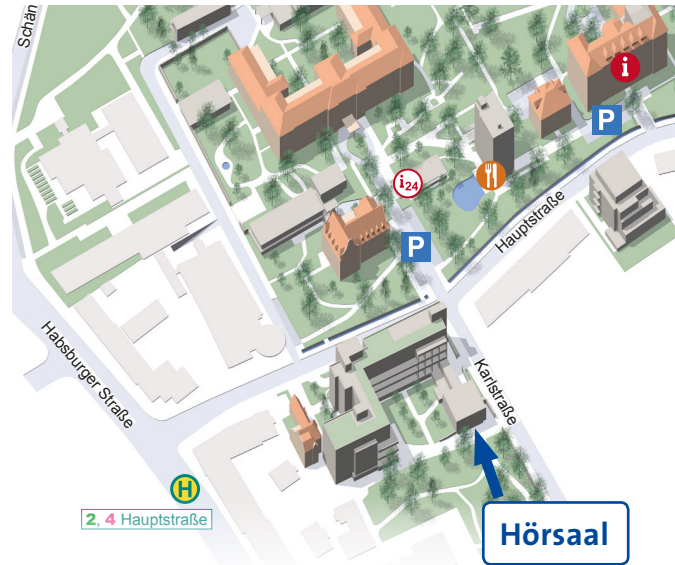 Schän
i
P
i24
P
Hauptstraße
Habsburger Straße
Karlstraße
H
2, 4 Hauptstraße
Hörsaal